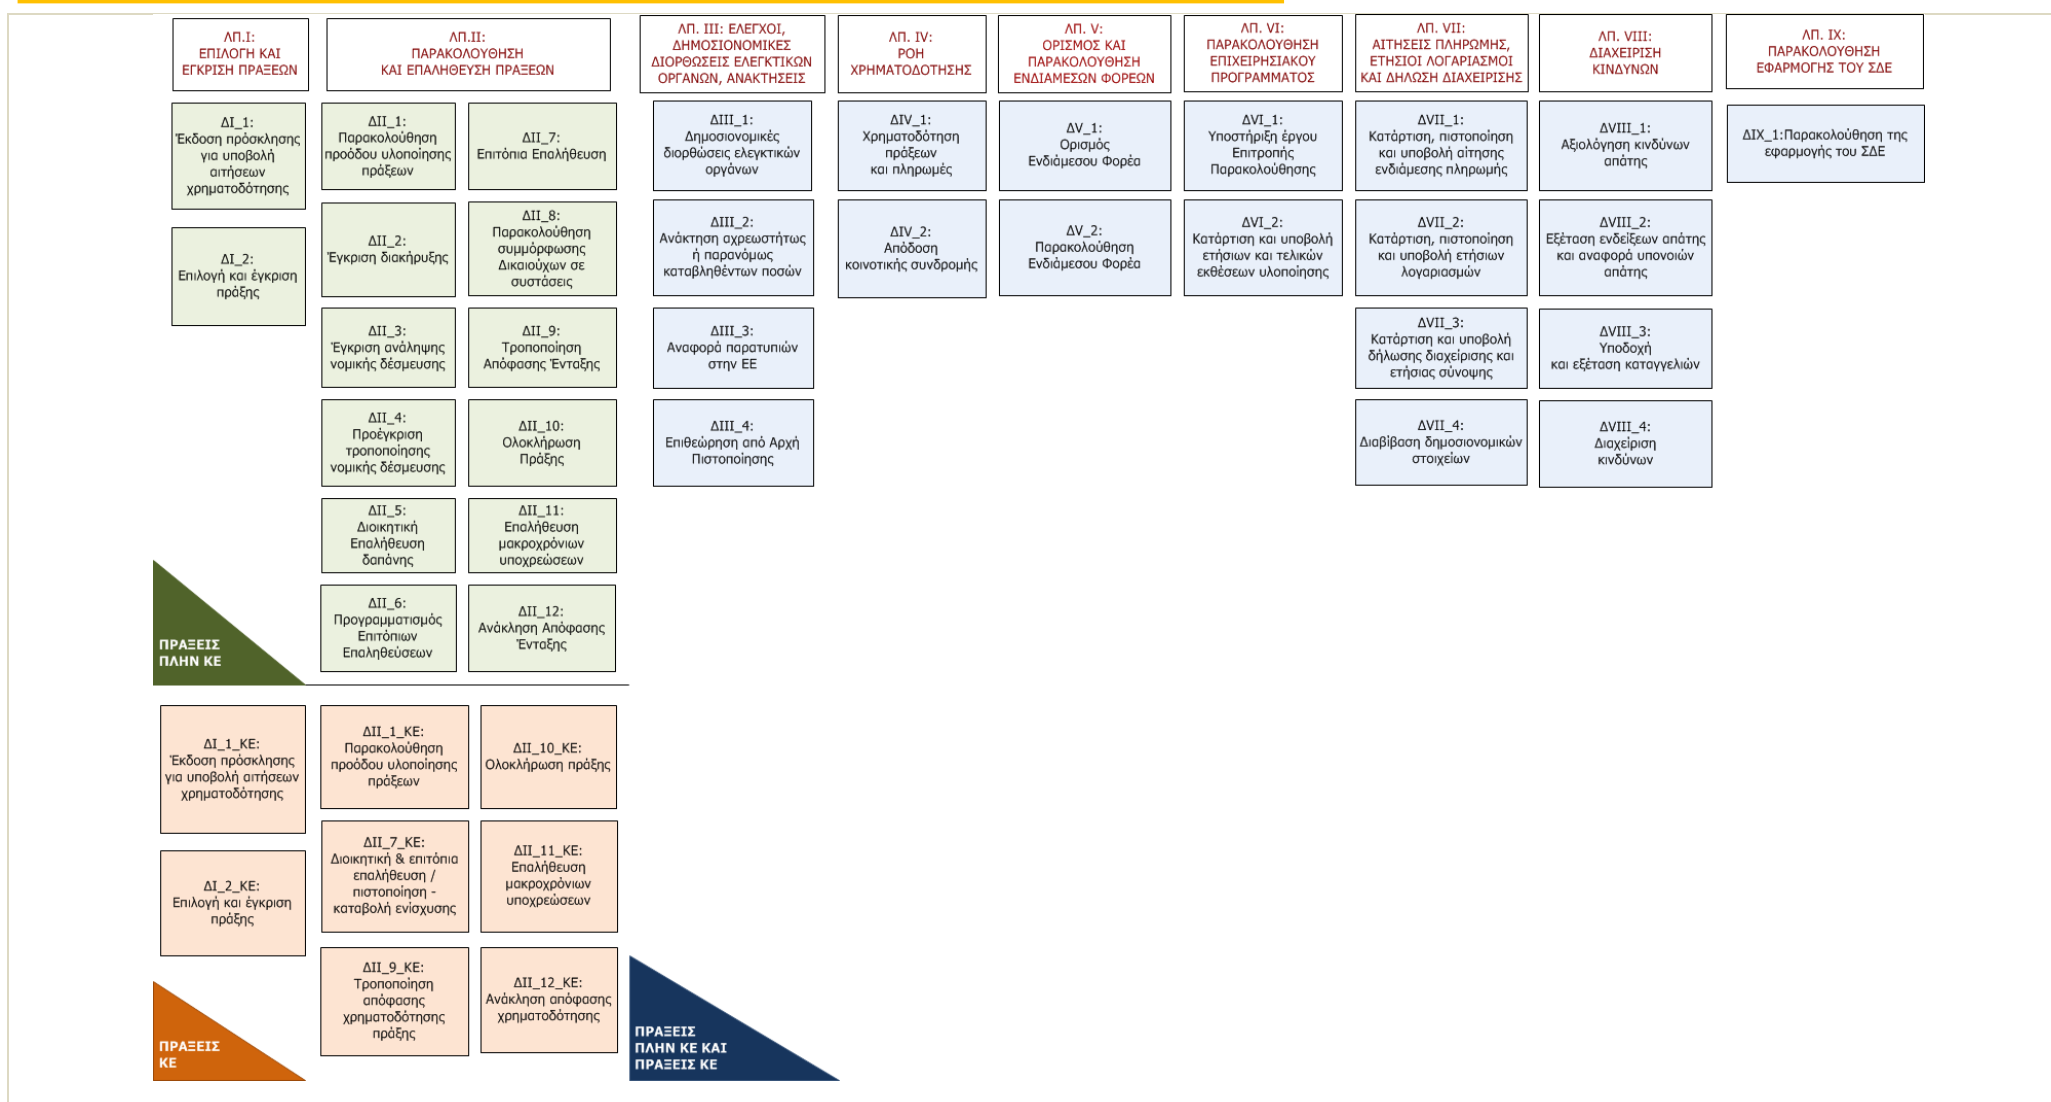 ΛΠ.Ι:
ΕΠΙΛΟΓΗ ΚΑΙ
ΕΓΚΡΙΣΗ ΠΡΑΞΕΩΝ
ΛΠ.ΙΙ:
ΠΑΡΑΚΟΛΟΥΘΗΣΗ
ΚΑΙ ΕΠΑΛΗΘΕΥΣΗ ΠΡΑΞΕΩΝ
ΛΠ. ΙΙΙ: ΕΛΕΓΧΟΙ,
ΔΗΜΟΣΙΟΝΟΜΙΚΕΣ
ΔΙΟΡΘΩΣΕΙΣ ΕΛΕΓΚΤΙΚΩΝ
ΟΡΓΑΝΩΝ, ΑΝΑΚΤΗΣΕΙΣ
ΛΠ. IV:
ΡΟΗ
ΧΡΗΜΑΤΟΔΟΤΗΣΗΣ
ΛΠ. V:
ΟΡΙΣΜΟΣ ΚΑΙ
ΠΑΡΑΚΟΛΟΥΘΗΣΗ
ΕΝΔΙΑΜΕΣΩΝ ΦΟΡΕΩΝ
ΛΠ. VI:
ΠΑΡΑΚΟΛΟΥΘΗΣΗ
ΕΠΙΧΕΙΡΗΣΙΑΚΟΥ
ΠΡΟΓΡΑΜΜΑΤΟΣ
ΛΠ. VII:
ΑΙΤΗΣΕΙΣ ΠΛΗΡΩΜΗΣ,
ΕΤΗΣΙΟΙ ΛΟΓΑΡΙΑΣΜΟΙ
ΚΑΙ ΔΗΛΩΣΗ ΔΙΑΧΕΙΡΙΣΗΣ
ΛΠ. VIII:
ΔΙΑΧΕΙΡΙΣΗ
ΚΙΝΔΥΝΩΝ
ΛΠ. IX:
ΠΑΡΑΚΟΛΟΥΘΗΣΗ
ΕΦΑΡΜΟΓΗΣ ΤΟΥ ΣΔΕ
ΔΙ_1:
Έκδοση πρόσκλησης
για υποβολή
αιτήσεων
χρηματοδότησης
ΔΙ_2:
Επιλογή και έγκριση
πράξης
ΔΙΙ_1:
Παρακολούθηση
προόδου υλοποίησης
πράξεων
ΔΙΙ_7:
Επιτόπια Επαλήθευση
ΔΙΙ_2:
Έγκριση διακήρυξης
ΔΙΙ_8:
Παρακολούθηση
συμμόρφωσης
Δικαιούχων σε
συστάσεις
ΔΙΙ_3:
Έγκριση ανάληψης
νομικής δέσμευσης
ΔΙΙ_9:
Τροποποίηση
Απόφασης Ένταξης
ΔΙΙ_4:
Προέγκριση
τροποποίησης
νομικής δέσμευσης
ΔΙΙ_10:
Ολοκλήρωση
Πράξης
ΔΙΙ_5:
Διοικητική
Επαλήθευση
δαπάνης
ΔΙΙ_11:
Επαλήθευση
μακροχρόνιων
υποχρεώσεων
ΔΙΙ_6:
Προγραμματισμός
Επιτόπιων
Επαληθεύσεων
ΔΙΙ_12:
Ανάκληση Απόφασης
Ένταξης
ΔΙΙΙ_1:
Δημοσιονομικές
διορθώσεις ελεγκτικών
οργάνων
ΔΙΙΙ_2:
Ανάκτηση αχρεωστήτως
ή παρανόμως
καταβληθέντων ποσών
ΔΙΙΙ_3:
Αναφορά παρατυπιών
στην ΕΕ
ΔΙΙΙ_4:
Επιθεώρηση από Αρχή
Πιστοποίησης
ΔIV_1:
Χρηματοδότηση
πράξεων
και πληρωμές
ΔIV_2:
Απόδοση
κοινοτικής συνδρομής
ΔV_1:
Ορισμός
Ενδιάμεσου Φορέα
ΔV_2:
Παρακολούθηση
Ενδιάμεσου Φορέα
ΔVI_1:
Υποστήριξη έργου
Επιτροπής
Παρακολούθησης
ΔVI_2:
Κατάρτιση και υποβολή
ετήσιων και τελικών
εκθέσεων υλοποίησης
ΔVII_1:
Κατάρτιση, πιστοποίηση
και υποβολή αίτησης
ενδιάμεσης πληρωμής
ΔVII_2:
Κατάρτιση, πιστοποίηση
και υποβολή ετήσιων
λογαριασμών
ΔVII_3:
Κατάρτιση και υποβολή
δήλωσης διαχείρισης και
ετήσιας σύνοψης
ΔVII_4:
Διαβίβαση δημοσιονομικών
στοιχείων
ΔVIII_1:
Αξιολόγηση κινδύνων
απάτης
ΔVIII_2:
Εξέταση ενδείξεων απάτης
και αναφορά υπονοιών
απάτης
ΔVIII_3:
Υποδοχή
και εξέταση καταγγελιών
ΔVIII_4:
Διαχείριση
κινδύνων
ΔIX_1:Παρακολούθηση της
εφαρμογής του ΣΔΕ
ΠΡΑΞΕΙΣ
ΠΛΗΝ ΚΕ
ΔΙ_1_ΚΕ:
Έκδοση πρόσκλησης
για υποβολή αιτήσεων
χρηματοδότησης
ΔΙ_2_ΚΕ:
Επιλογή και έγκριση
πράξης
ΔΙΙ_1_ΚΕ:
Παρακολούθηση
προόδου υλοποίησης
πράξεων
ΔΙΙ_10_ΚΕ:
Ολοκλήρωση πράξης
ΔΙΙ_7_ΚΕ:
Διοικητική & επιτόπια
επαλήθευση /
πιστοποίηση -
καταβολή ενίσχυσης
ΔΙΙ_11_ΚΕ:
Επαλήθευση
μακροχρόνιων
υποχρεώσεων
ΔΙΙ_9_ΚΕ:
Τροποποίηση
απόφασης
χρηματοδότησης
πράξης
ΔΙΙ_12_ΚΕ:
Ανάκληση απόφασης
χρηματοδότησης
ΠΡΑΞΕΙΣ
ΚΕ
ΠΡΑΞΕΙΣ
ΠΛΗΝ ΚΕ ΚΑΙ
ΠΡΑΞΕΙΣ ΚΕ